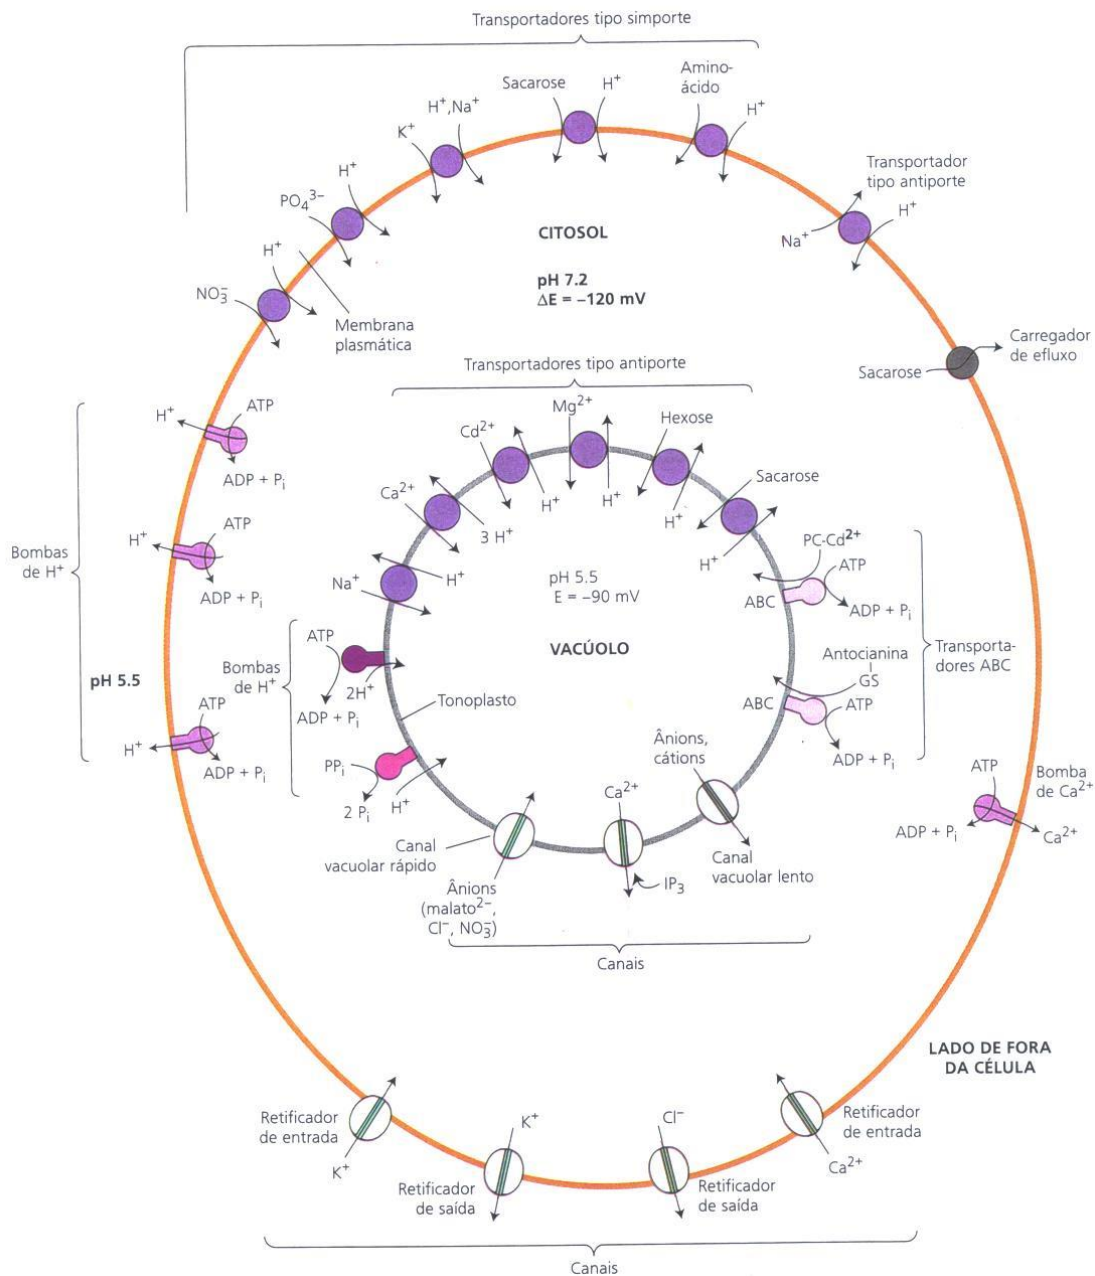 Transportadores tipo simporte
Sacarose
H⁺
Amino-
ácido
H⁺
H⁺,Na⁺
K⁺
H⁺
PO₄³⁻
H⁺
NO₃⁻
Membrana
plasmática
CITOSOL
pH 7.2
ΔE = –120 mV
Transportador
tipo antiporte
Na⁺
H⁺
Carregador
de efluxo
Sacarose
Transportadores tipo antiporte
Mg²⁺
Hexose
Cd²⁺
Sacarose
Ca²⁺
H⁺
H⁺
H⁺
3 H⁺
H⁺
Na⁺
H⁺
pH 5.5
E = –90 mV
VACÚOLO
Bombas
de H⁺
H⁺
ATP
ADP + Pᵢ
H⁺
ATP
ADP + Pᵢ
pH 5.5
H⁺
ATP
ADP + Pᵢ
Bombas
de H⁺
ATP
2H⁺
ADP + Pᵢ
PPᵢ
2 Pᵢ
H⁺
Tonoplasto
PC-Cd²⁺
ATP
ABC
ADP + Pᵢ
Transporta-
dores ABC
Antocianina
GS
ABC
ATP
ADP + Pᵢ
Canal
vacuolar rápido
Ânions
(malato²⁻,
Cl⁻, NO₃⁻)
Ca²⁺
IP₃
Ânions,
cátions
Canal
vacuolar lento
Canais
ATP
ADP + Pᵢ
Bomba
de Ca²⁺
Ca²⁺
LADO DE FORA
DA CÉLULA
Retificador
de entrada
K⁺
K⁺
Retificador
de saída
Cl⁻
Retificador
de saída
Retificador
de entrada
Ca²⁺
Canais